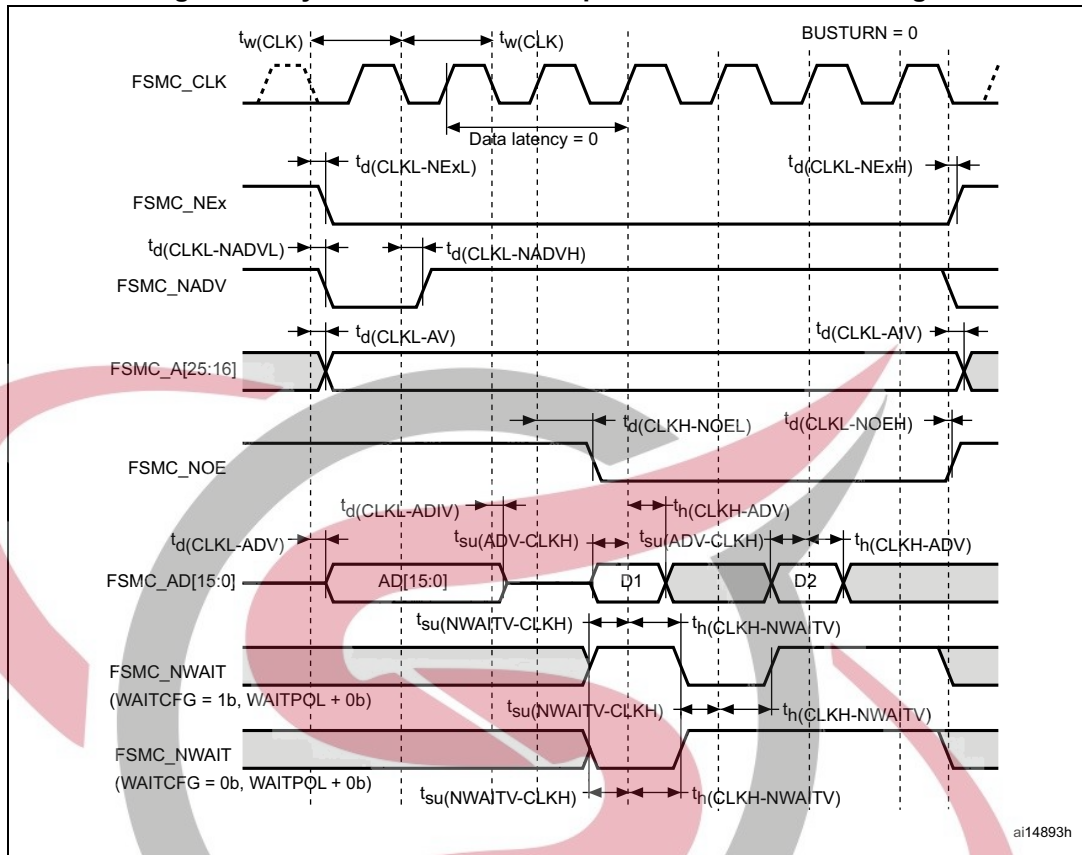 BUSTURN = 0
tw(CLK) tw(CLK)
FSMC_CLK
Data latency = 0
td(CLKL-NExL) td(CLKL-NExH)
FSMC_NEx
td(CLKL-NADVL) td(CLKL-NADVH)
FSMC_NADV
td(CLKL-AV) td(CLKL-AIV)
FSMC_A[25:16]
td(CLKH-NOEL) td(CLKL-NOEH)
FSMC_NOE
td(CLKL-ADIV) th(CLKH-ADV)
td(CLKL-ADV) tsu(ADV-CLKH) tsu(ADV-CLKH) th(CLKH-ADV)
FSMC_AD[15:0] AD[15:0] D1 D2
tsu(NWAITV-CLKH) th(CLKH-NWAITV)
FSMC_NWAIT
(WAITCFG = 1b, WAITPOL + 0b)
tsu(NWAITV-CLKH) th(CLKH-NWAITV)
FSMC_NWAIT
(WAITCFG = 0b, WAITPOL + 0b)
tsu(NWAITV-CLKH) th(CLKH-NWAITV)
ai14893h